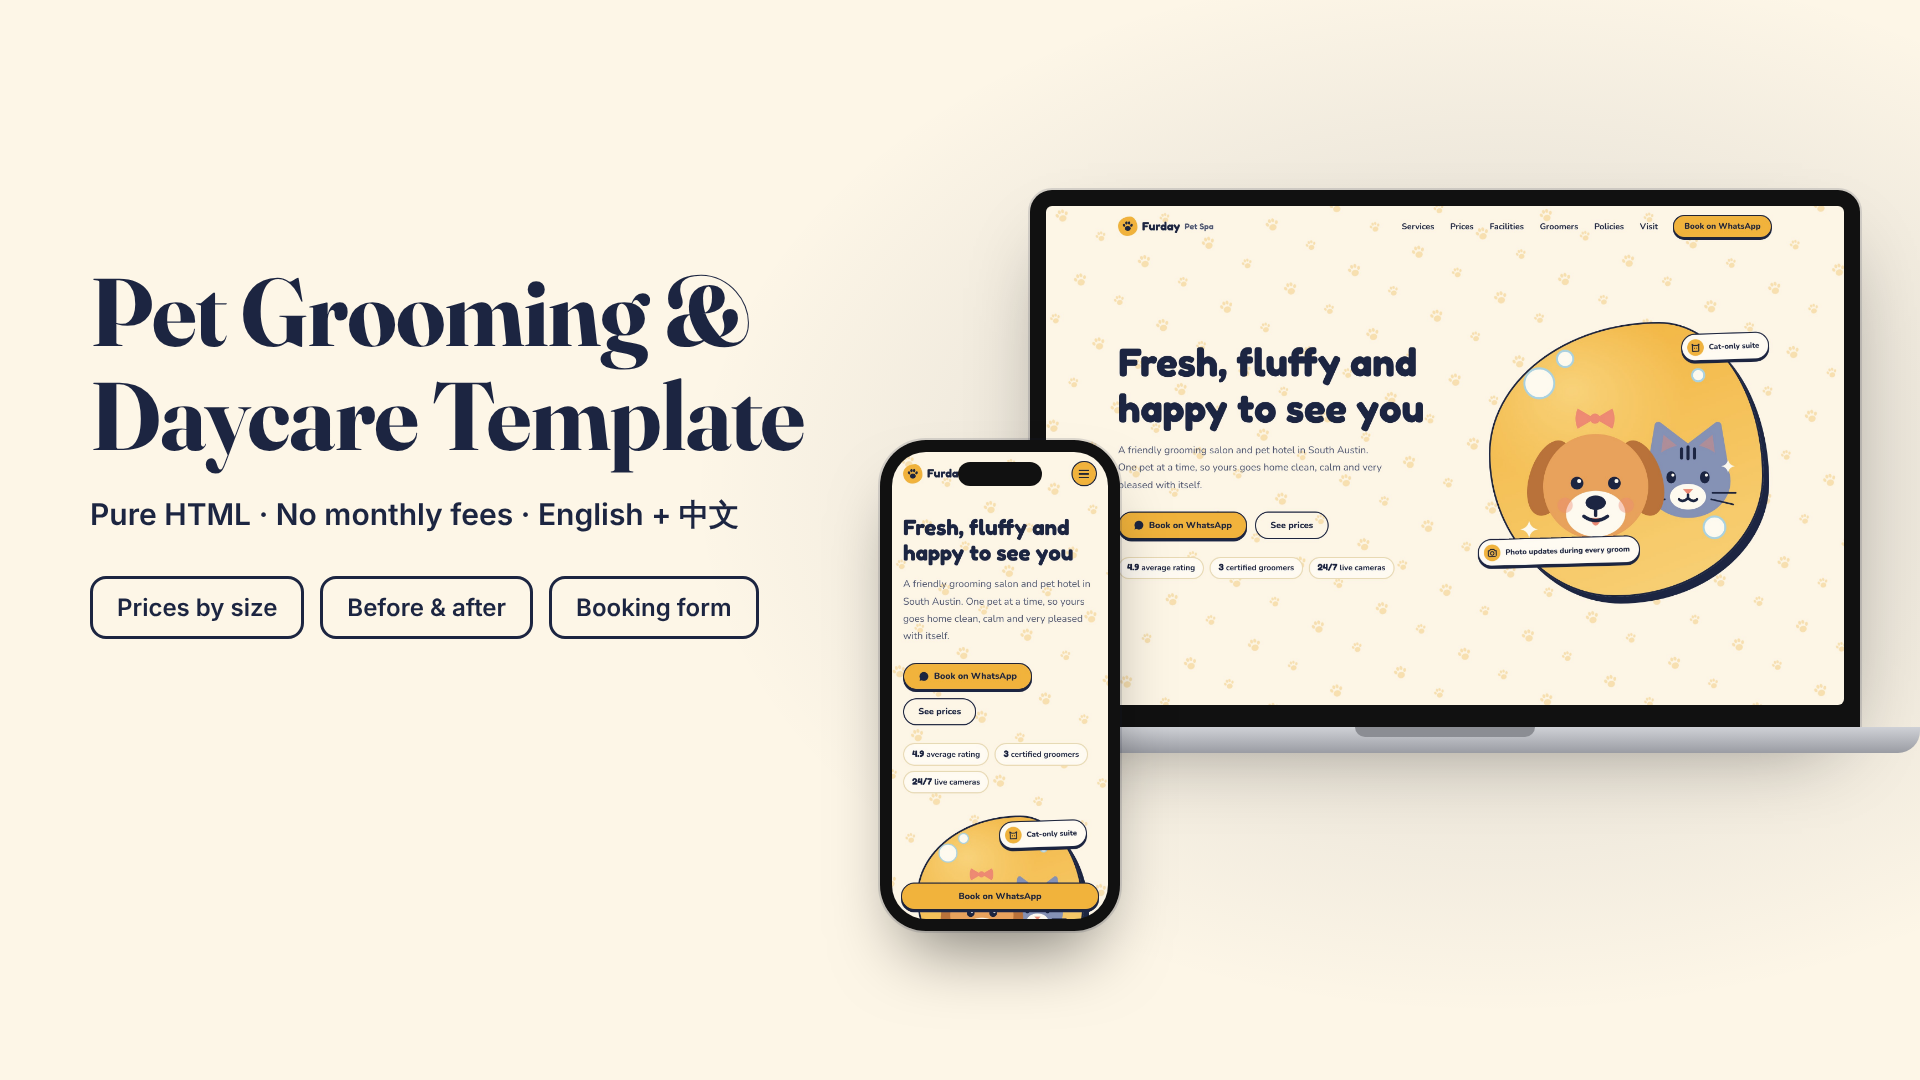 Pet Grooming &
Daycare Template
Pure HTML · No monthly fees · English + 中文
Prices by size
Before & after
Booking form
Furday Pet Spa
Services
Prices
Facilities
Groomers
Policies
Visit
Book on WhatsApp
Fresh, fluffy and
happy to see you
A friendly grooming salon and pet hotel in South Austin.
One pet at a time, so yours goes home clean, calm and very
pleased with itself.
Book on WhatsApp
See prices
4.9 average rating
3 certified groomers
24/7 live cameras
Cat-only suite
Photo updates during every groom
Furda
Fresh, fluffy and
happy to see you
A friendly grooming salon and pet hotel in
South Austin. One pet at a time, so yours
goes home clean, calm and very pleased
with itself.
Book on WhatsApp
See prices
4.9 average rating
3 certified groomers
24/7 live cameras
Cat-only suite
Book on WhatsApp